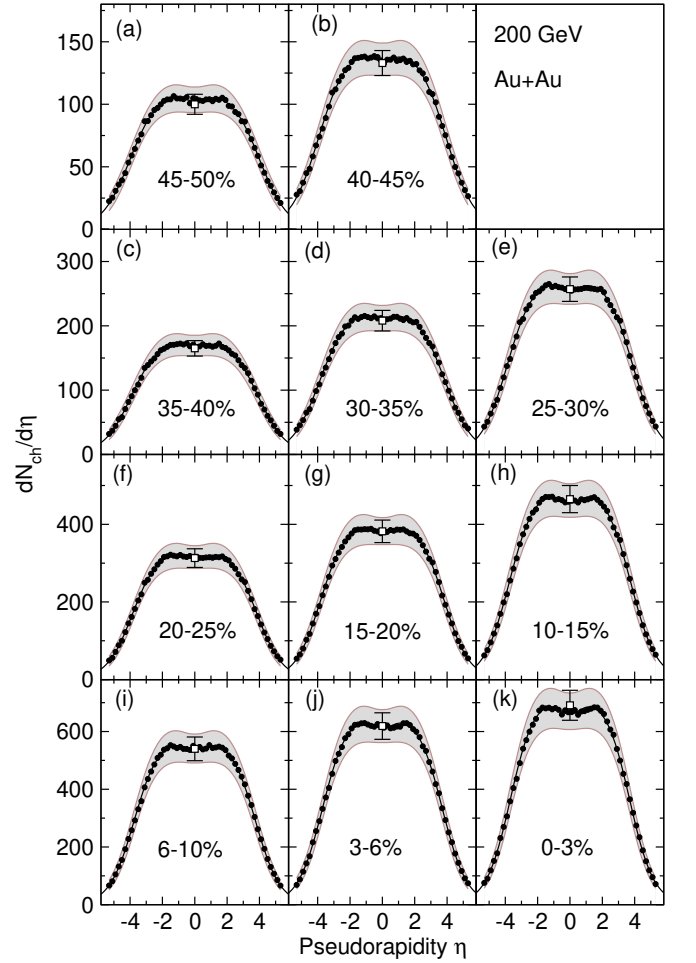 (a)
(b)
200 GeV
Au+Au
150
100
50
0
45-50%
40-45%
(c)
(d)
(e)
300
200
100
0
35-40%
30-35%
25-30%
dN_ch/dη
(f)
(g)
(h)
400
200
0
20-25%
15-20%
10-15%
(i)
(j)
(k)
600
400
200
0
6-10%
3-6%
0-3%
-4 -2 0 2 4 -4 -2 0 2 4 -4 -2 0 2 4
Pseudorapidity η